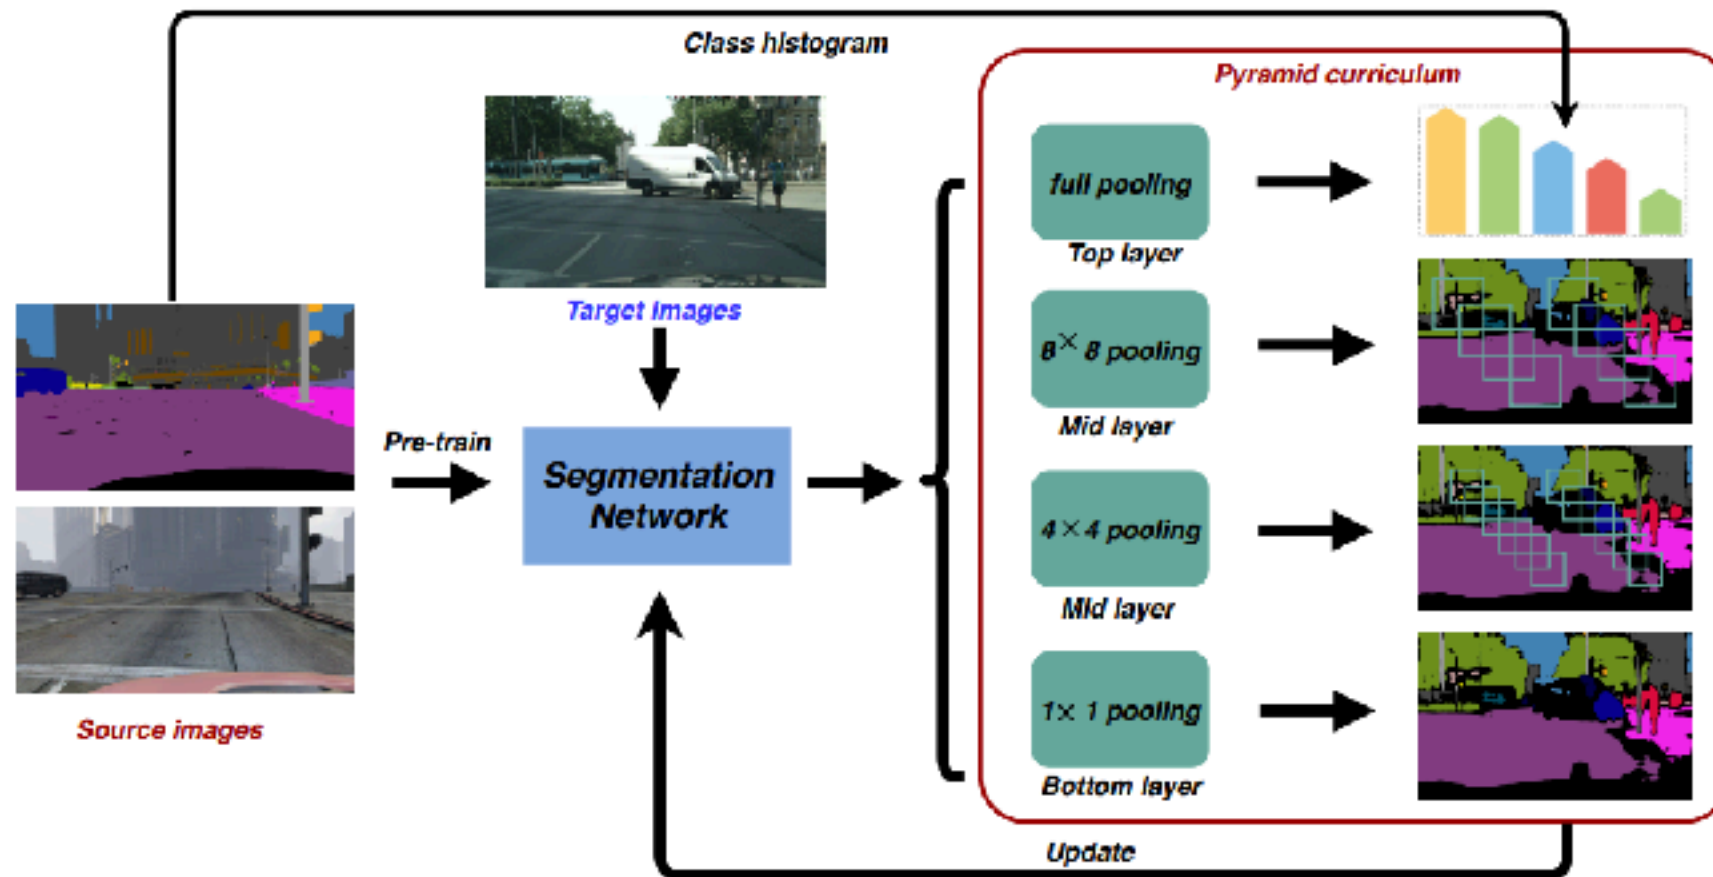 Class histogram
Pyramid curriculum
full pooling
Top layer
Target Images
8×8 pooling
Mid layer
Pre-train
Segmentation
Network
4×4 pooling
Mid layer
Source images
1×1 pooling
Bottom layer
Update